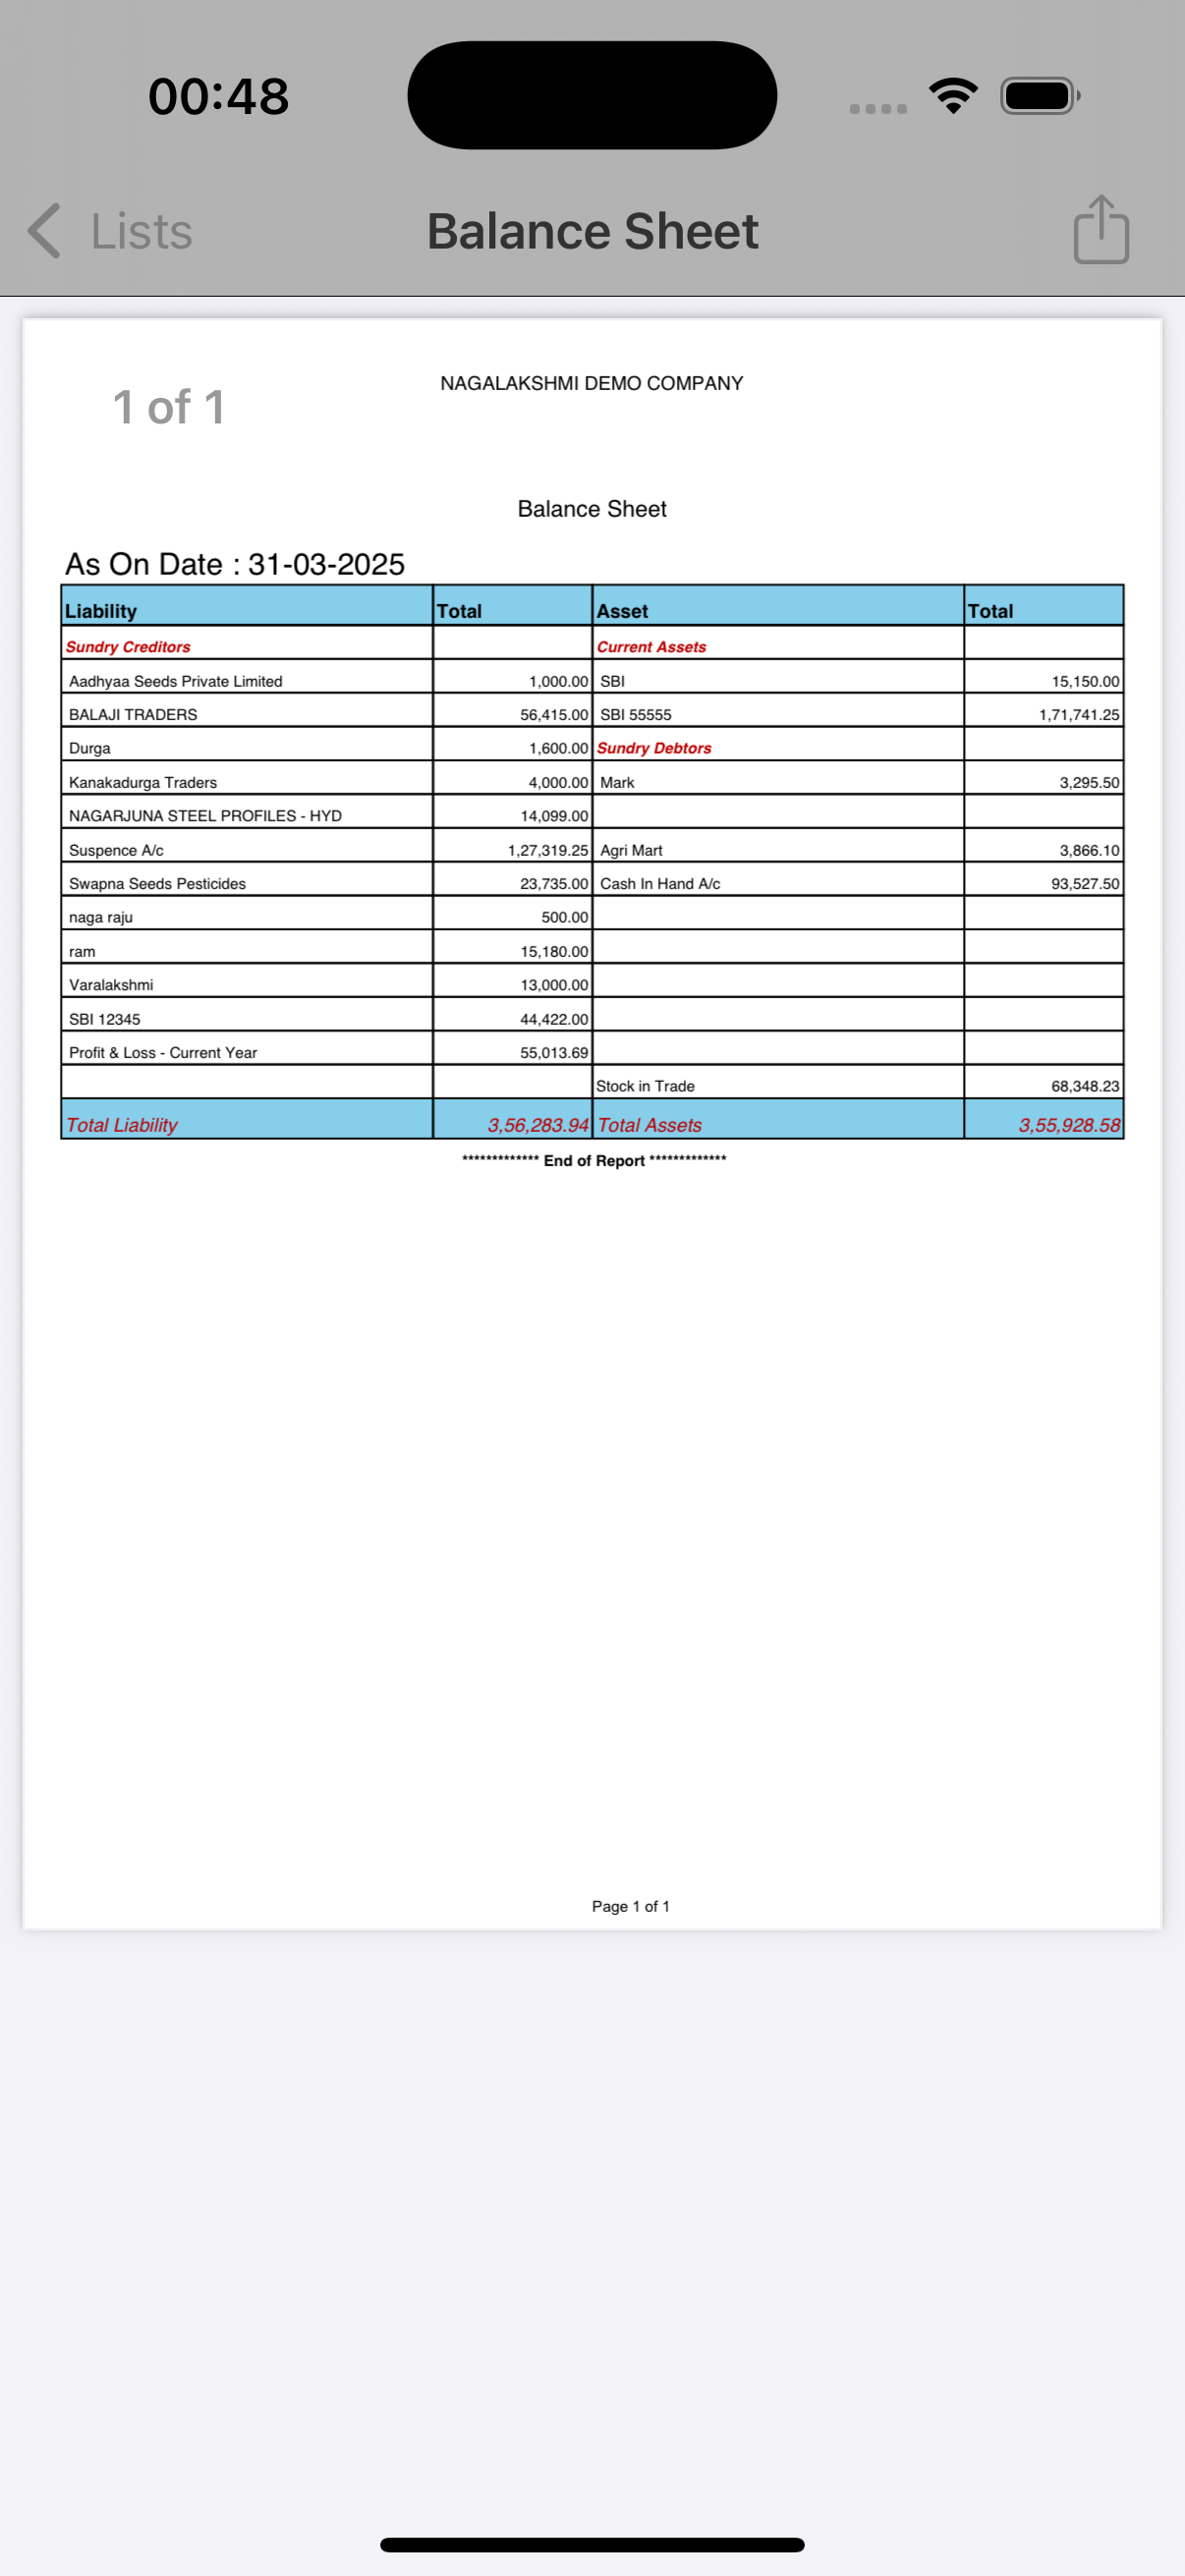 00:48
Lists Balance Sheet
NAGALAKSHMI DEMO COMPANY
1 of 1
Balance Sheet
As On Date : 31-03-2025
Liability Total Asset Total
Sundry Creditors Current Assets
Aadhyaa Seeds Private Limited 1,000.00 SBI 15,150.00
BALAJI TRADERS 56,415.00 SBI 55555 1,71,741.25
Durga 1,600.00 Sundry Debtors
Kanakadurga Traders 4,000.00 Mark 3,295.50
NAGARJUNA STEEL PROFILES - HYD 14,099.00
Suspence A/c 1,27,319.25 Agri Mart 3,866.10
Swapna Seeds Pesticides 23,735.00 Cash In Hand A/c 93,527.50
naga raju 500.00
ram 15,180.00
Varalakshmi 13,000.00
SBI 12345 44,422.00
Profit & Loss - Current Year 55,013.69
Stock in Trade 68,348.23
Total Liability 3,56,283.94 Total Assets 3,55,928.58
************* End of Report *************
Page 1 of 1